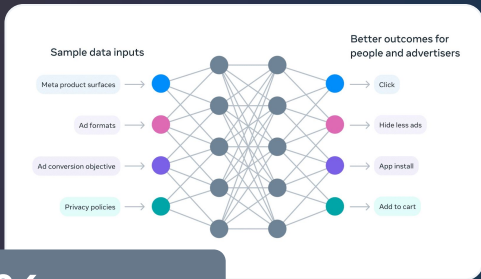 Sample data inputs
Better outcomes for
people and advertisers
Meta product surfaces
Click
Ad formats
Hide less ads
Ad conversion objective
App install
Privacy policies
Add to cart